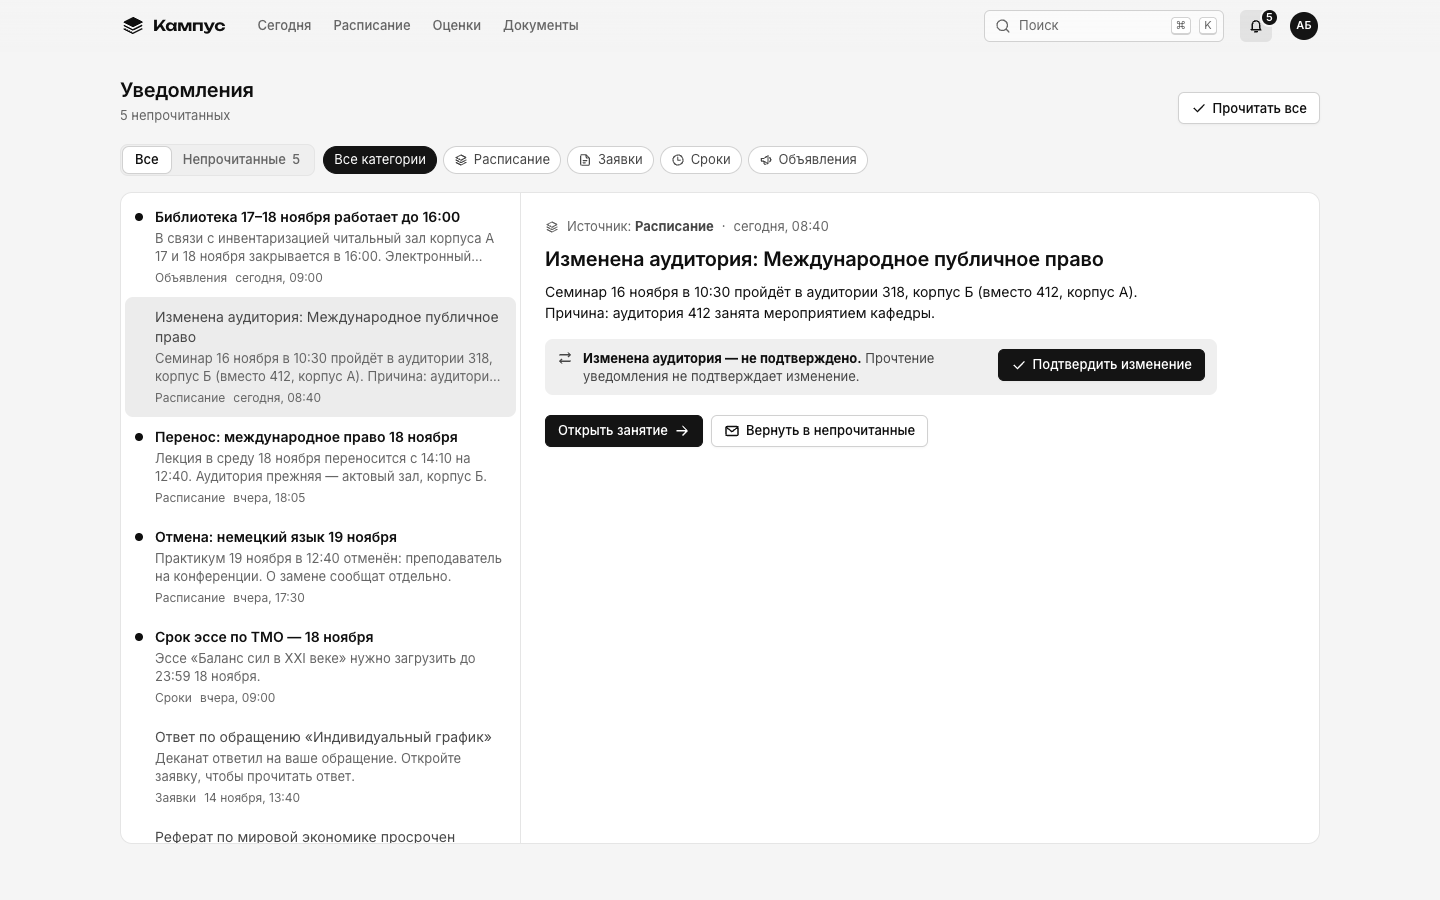 Кампус
Сегодня Расписание Оценки Документы
Поиск ⌘ K
5
АБ
Уведомления
5 непрочитанных
Прочитать все
Все Непрочитанные 5
Все категории Расписание Заявки Сроки Объявления
Библиотека 17–18 ноября работает до 16:00
В связи с инвентаризацией читальный зал корпуса А
17 и 18 ноября закрывается в 16:00. Электронный…
Объявления сегодня, 09:00
Изменена аудитория: Международное публичное
право
Семинар 16 ноября в 10:30 пройдёт в аудитории 318,
корпус Б (вместо 412, корпус А). Причина: аудитори…
Расписание сегодня, 08:40
Перенос: международное право 18 ноября
Лекция в среду 18 ноября переносится с 14:10 на
12:40. Аудитория прежняя — актовый зал, корпус Б.
Расписание вчера, 18:05
Отмена: немецкий язык 19 ноября
Практикум 19 ноября в 12:40 отменён: преподаватель
на конференции. О замене сообщат отдельно.
Расписание вчера, 17:30
Срок эссе по ТМО — 18 ноября
Эссе «Баланс сил в XXI веке» нужно загрузить до
23:59 18 ноября.
Сроки вчера, 09:00
Ответ по обращению «Индивидуальный график»
Деканат ответил на ваше обращение. Откройте
заявку, чтобы прочитать ответ.
Заявки 14 ноября, 13:40
Реферат по мировой экономике просрочен
Источник: Расписание · сегодня, 08:40
Изменена аудитория: Международное публичное право
Семинар 16 ноября в 10:30 пройдёт в аудитории 318, корпус Б (вместо 412, корпус А).
Причина: аудитория 412 занята мероприятием кафедры.
Изменена аудитория — не подтверждено. Прочтение
уведомления не подтверждает изменение.
Подтвердить изменение
Открыть занятие
Вернуть в непрочитанные